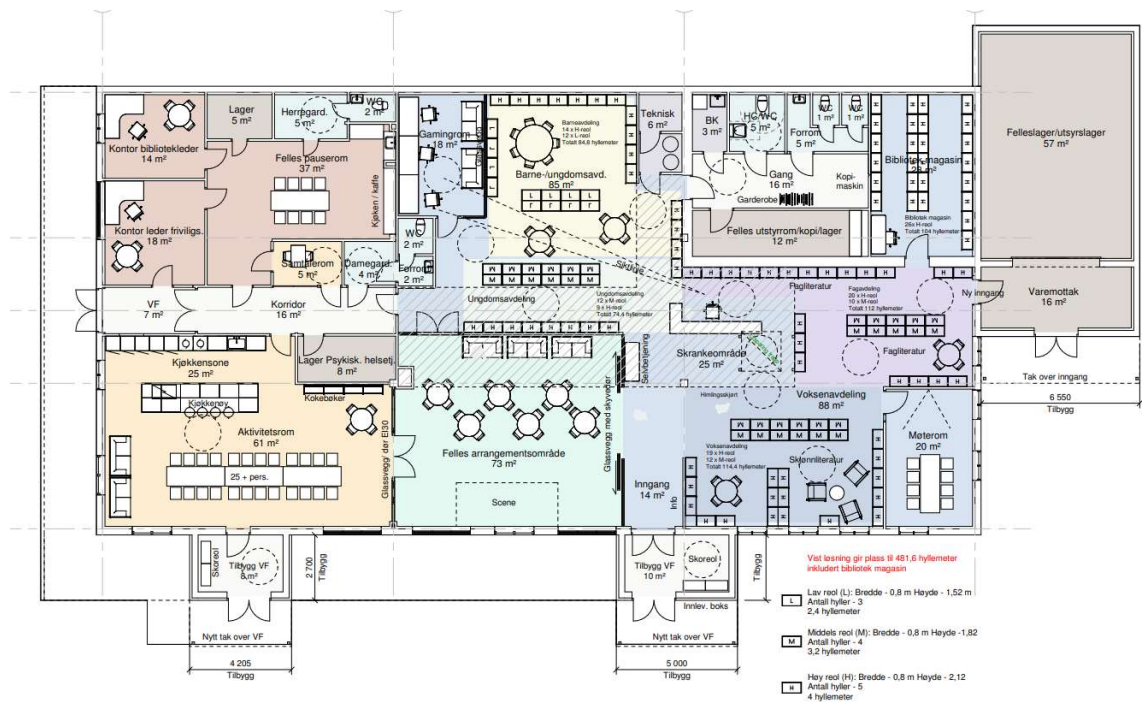 Kontor bibliotekleder
14 m²
Lager
5 m²
Herregard.
5 m²
WC
2 m²
Felles pauserom
37 m²
Kjøken / kaffe
Kontor leder friviligs.
18 m²
Samtalerom
5 m²
Damegard.
4 m²
WC
2 m²
Forrom
2 m²
VF
7 m²
Korridor
16 m²
Gamingrom
18 m²
Barneavdeling
14 x H-reol
12 x L-reol
Totalt 84,8 hyllemeter
Barne-/ungdomsavd.
85 m²
Teknisk
6 m²
BK
3 m²
HC/WC
5 m²
Forrom
5 m²
WC
1 m²
WC
1 m²
Gang
16 m²
Garderobe
Kopi-
maskin
Felles utstyrrom/kopi/lager
12 m²
Bibliotek magasin
Bibliotek magasin
26x H-reol
Totalt 104 hyllemeter
Felleslager/utsyrslager
57 m²
Siktlinje
Ungdomsavdeling
Ungdomsavdeling
12 x M-reol
9 x H-reol
Totalt 74,4 hyllemeter
Fagliteratur
Fagavdeling
20 x H-reol
10 x M-reol
Totalt 112 hyllemeter
Ny inngang
Varemottak
16 m²
Fagliteratur
Kjøkkensone
25 m²
Lager Psykisk. helsetj.
8 m²
Kokebøker
Kjøkkenøy
Aktivitetsrom
61 m²
25 + pers.
Glassvegg/ dør EI30
Felles arrangementsområde
73 m²
Scene
Glassvegg med skyvedør
Selvbetjening
Skrankeområde
25 m²
Himlingsskjørt
Voksenavdeling
88 m²
Voksenavdeling
19 x H-reol
12 x M-reol
Totalt 114,4 hyllemeter
Skjønnliteratur
Inngang
14 m²
Info
Møterom
20 m²
Tak over inngang
6 550
Tilbygg
Skoreol
Tilbygg VF
8 m²
2 700
Tilbygg
Nytt tak over VF
4 205
Tilbygg
Tilbygg VF
10 m²
Skoreol
Innlev. boks
Tilbygg
Nytt tak over VF
5 000
Tilbygg
Vist løsning gir plass til 481,6 hyllemeter
inkludert bibliotek magasin
L
Lav reol (L): Bredde - 0,8 m Høyde - 1,52 m
Antall hyller - 3
2,4 hyllemeter
M
Middels reol (M): Bredde - 0,8 m Høyde -1,82
Antall hyller - 4
3,2 hyllemeter
H
Høy reol (H): Bredde - 0,8 m Høyde - 2,12
Antall hyller - 5
4 hyllemeter